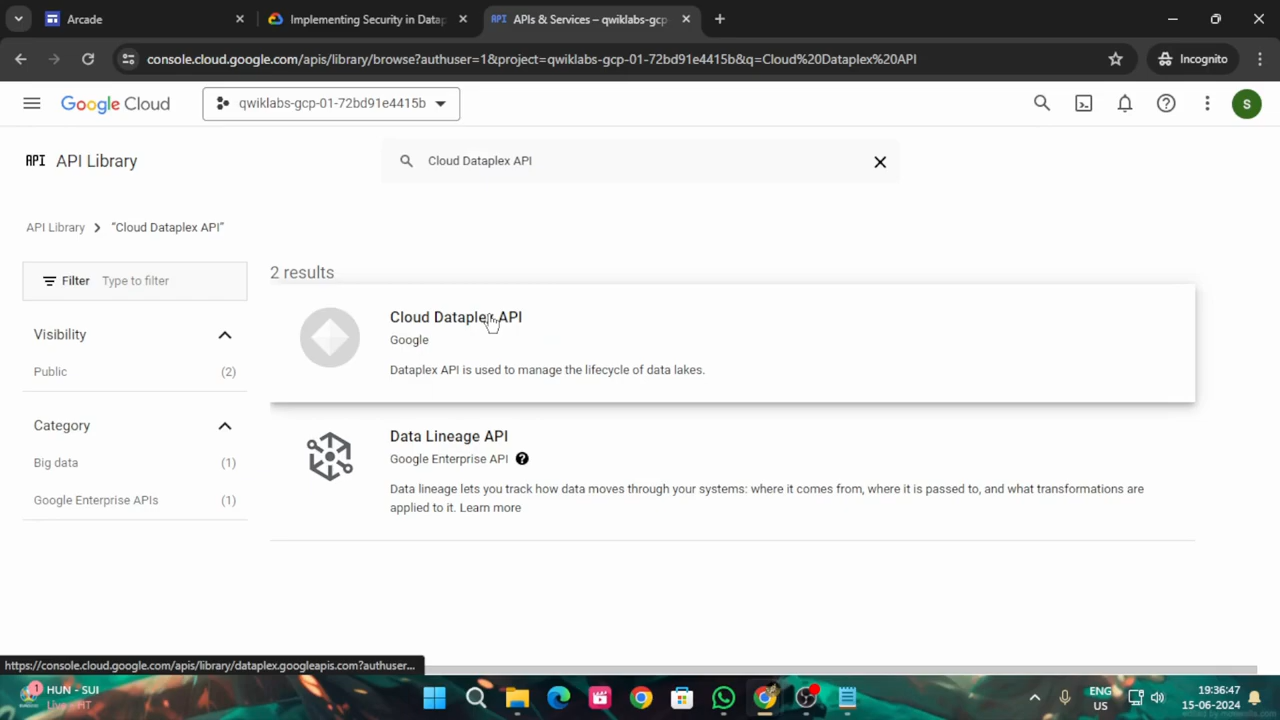 Arcade
Implementing Security in Datap
API APIs & Services – qwiklabs-gcp
console.cloud.google.com/apis/library/browse?authuser=1&project=qwiklabs-gcp-01-72bd91e4415b&q=Cloud%20Dataplex%20API
Incognito
Google Cloud
qwiklabs-gcp-01-72bd91e4415b
S
API API Library
Cloud Dataplex API
API Library
“Cloud Dataplex API”
Filter Type to filter
2 results
Visibility
Public (2)
Category
Big data (1)
Google Enterprise APIs (1)
Cloud Dataplex API
Google
Dataplex API is used to manage the lifecycle of data lakes.
Data Lineage API
Google Enterprise API ?
Data lineage lets you track how data moves through your systems: where it comes from, where it is passed to, and what transformations are
applied to it. Learn more
https://console.cloud.google.com/apis/library/dataplex.googleapis.com?authuser...
1
HUN - SUI
Live - HT
ENG
US
19:36:47
15-06-2024